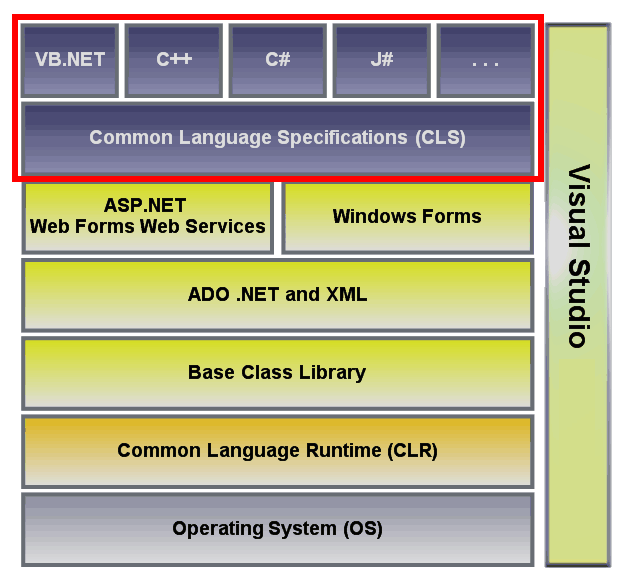 VB.NET
C++
C#
J#
. . .
Common Language Specifications (CLS)
ASP.NET
Web Forms Web Services
Windows Forms
ADO .NET and XML
Base Class Library
Common Language Runtime (CLR)
Operating System (OS)
Visual Studio